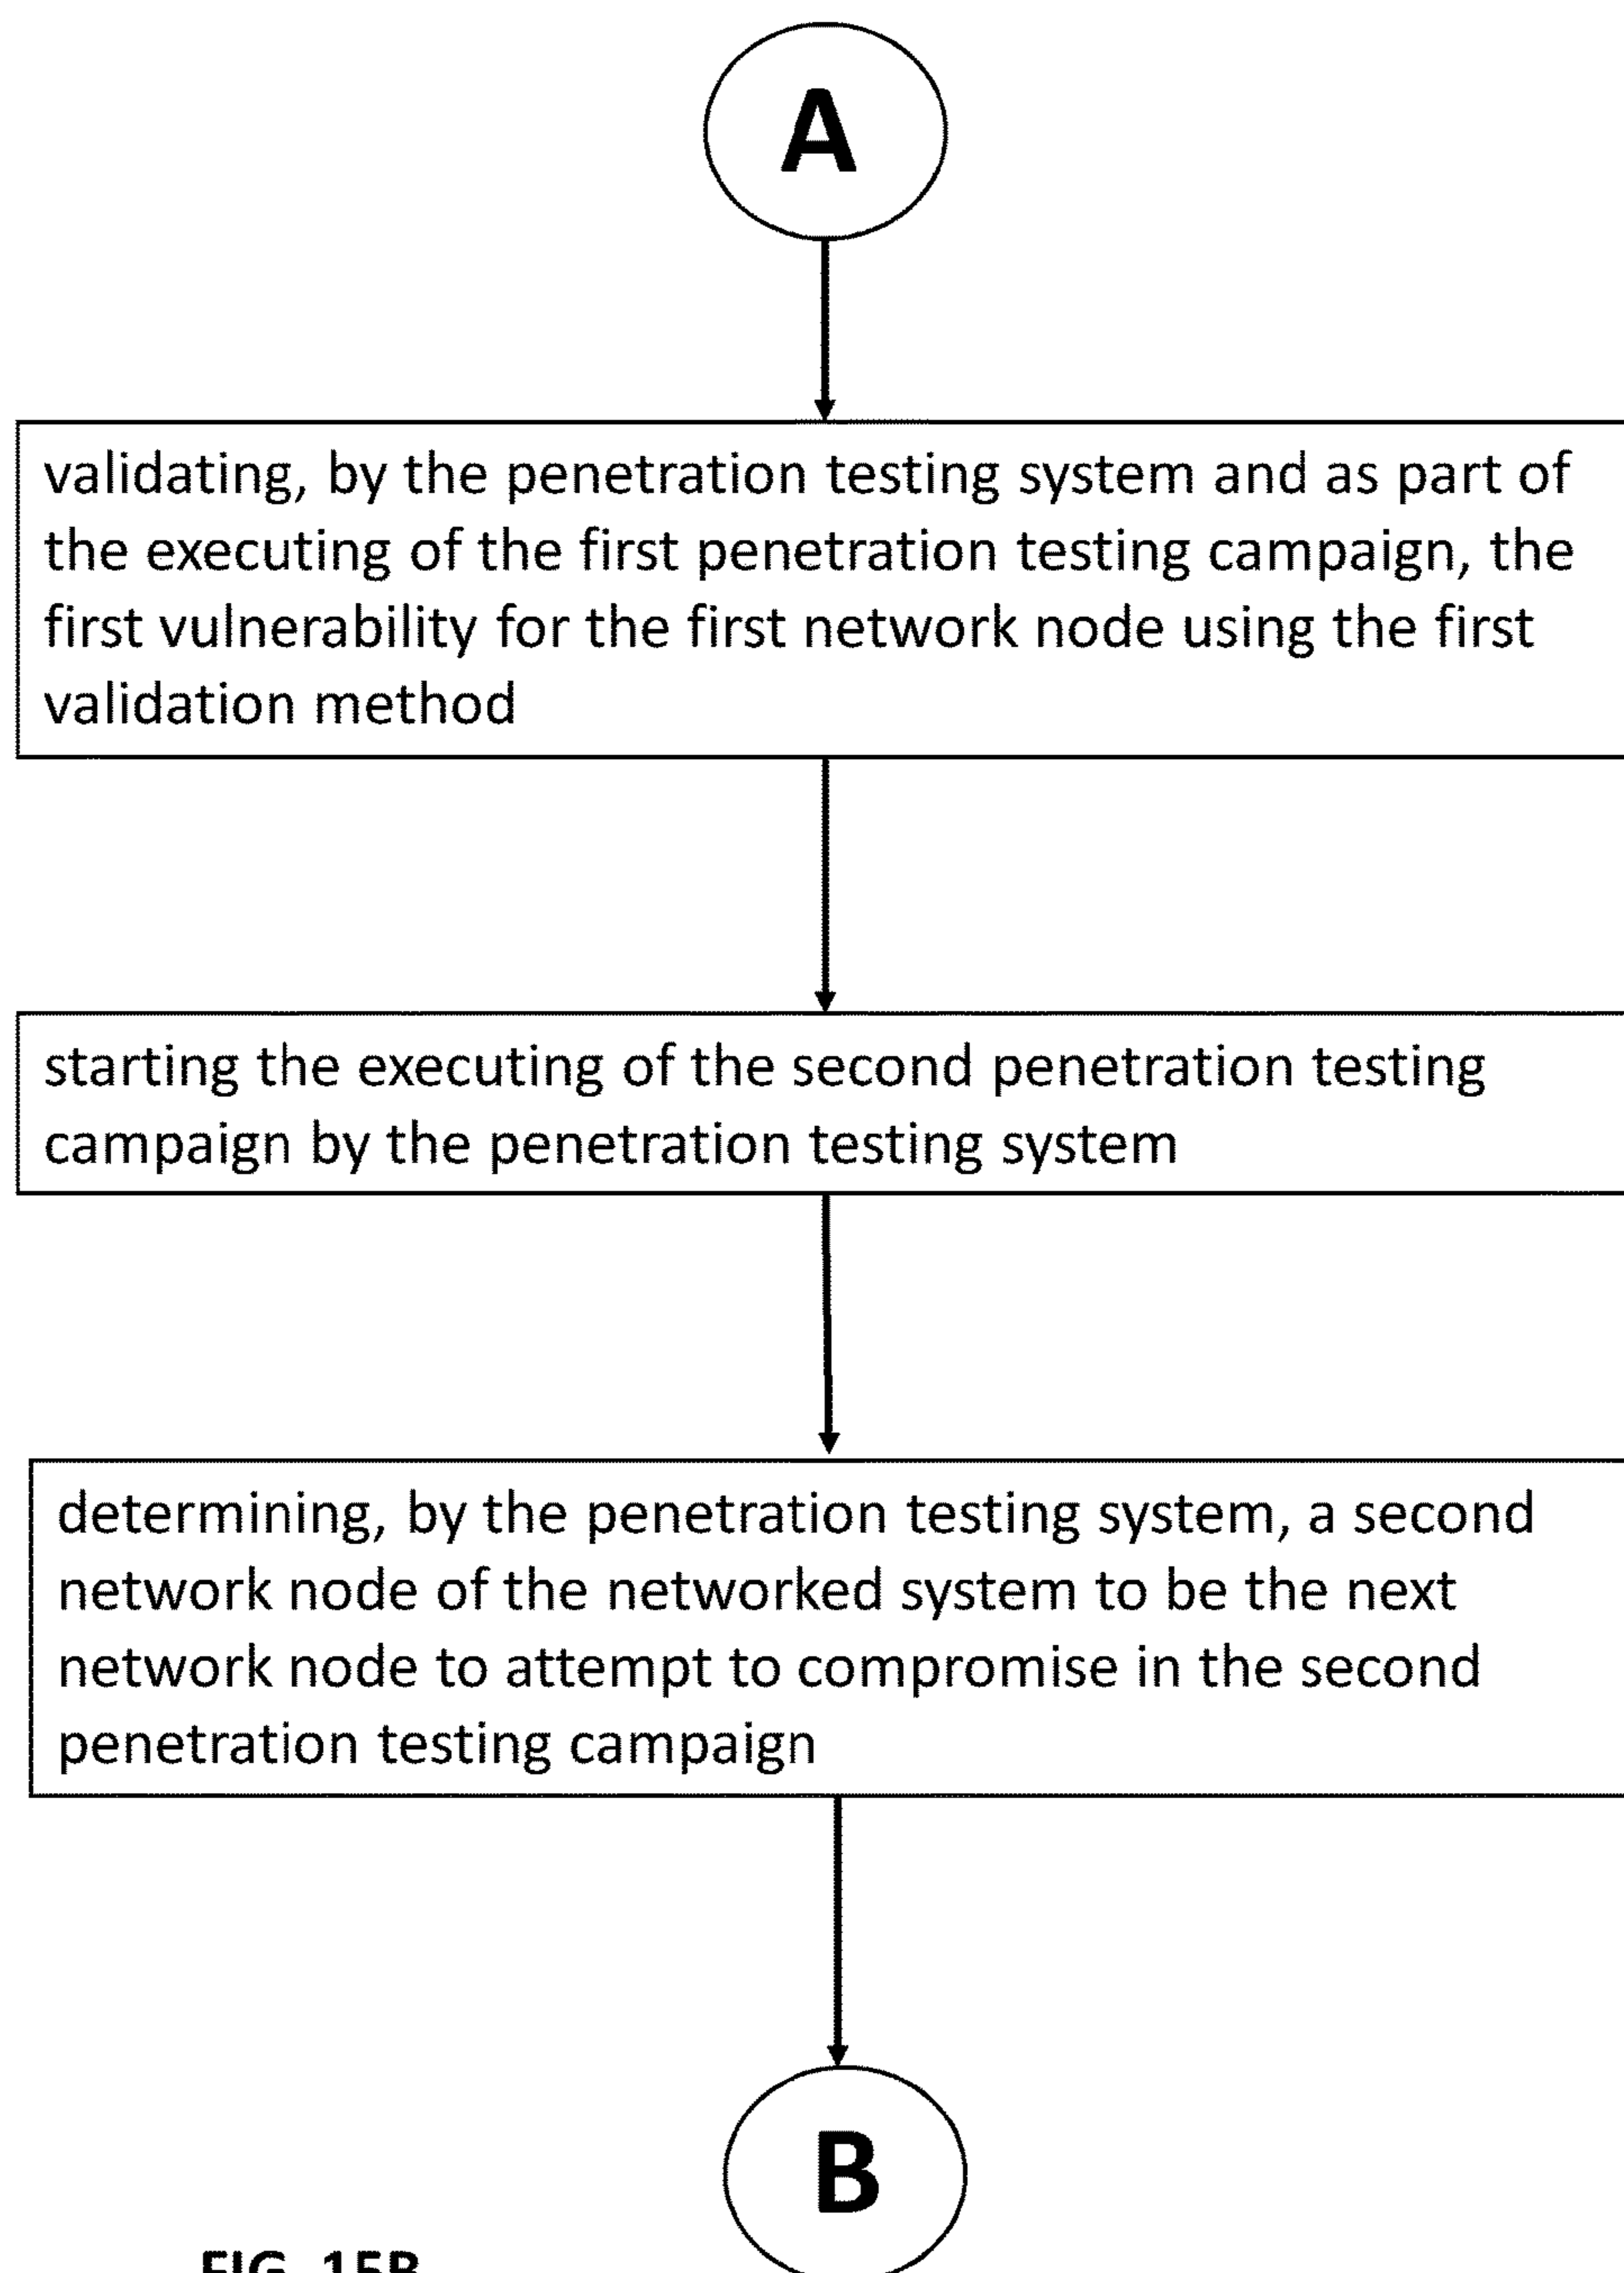 A
validating, by the penetration testing system and as part of
the executing of the first penetration testing campaign, the
first vulnerability for the first network node using the first
validation method
starting the executing of the second penetration testing
campaign by the penetration testing system
determining, by the penetration testing system, a second
network node of the networked system to be the next
network node to attempt to compromise in the second
penetration testing campaign
B
FIG. 15B